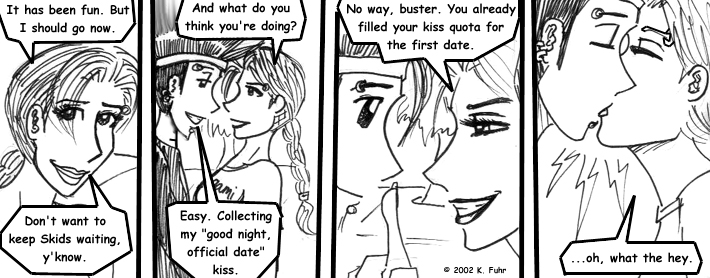 It has been fun. But
I should go now.
Don't want to
keep Skids waiting,
y'know.
And what do you
think you're doing?
Easy. Collecting
my "good night,
official date"
kiss.
No way, buster. You already
filled your kiss quota for
the first date.
© 2002 K. Fuhr
...oh, what the hey.